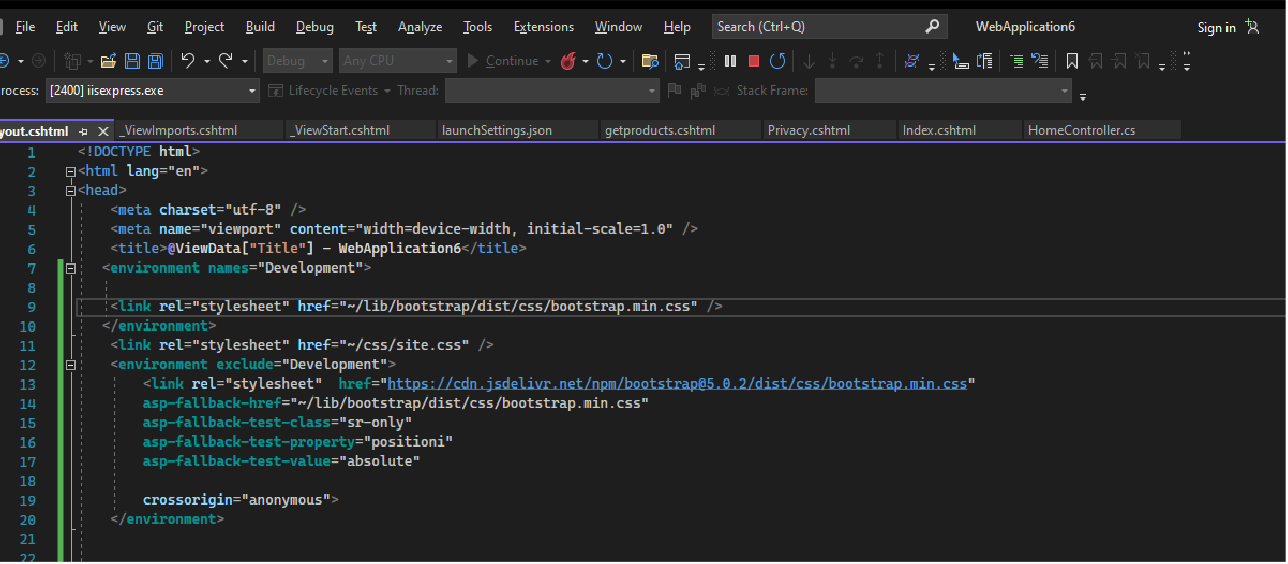 File Edit View Git Project Build Debug Test Analyze Tools Extensions Window Help Search (Ctrl+Q) WebApplication6 Sign in
Debug Any CPU Continue
rocess: [2400] iisexpress.exe Lifecycle Events Thread: Stack Frame:
yout.cshtml _ViewImports.cshtml _ViewStart.cshtml launchSettings.json getproducts.cshtml Privacy.cshtml Index.cshtml HomeController.cs
1 <!DOCTYPE html>
2 <html lang="en">
3 <head>
4 <meta charset="utf-8" />
5 <meta name="viewport" content="width=device-width, initial-scale=1.0" />
6 <title>@ViewData["Title"] - WebApplication6</title>
7 <environment names="Development">
8
9 <link rel="stylesheet" href="~/lib/bootstrap/dist/css/bootstrap.min.css" />
10 </environment>
11 <link rel="stylesheet" href="~/css/site.css" />
12 <environment exclude="Development">
13 <link rel="stylesheet"  href="https://cdn.jsdelivr.net/npm/bootstrap@5.0.2/dist/css/bootstrap.min.css"
14 asp-fallback-href="~/lib/bootstrap/dist/css/bootstrap.min.css"
15 asp-fallback-test-class="sr-only"
16 asp-fallback-test-property="positioni"
17 asp-fallback-test-value="absolute"
18
19 crossorigin="anonymous">
20 </environment>
21
22